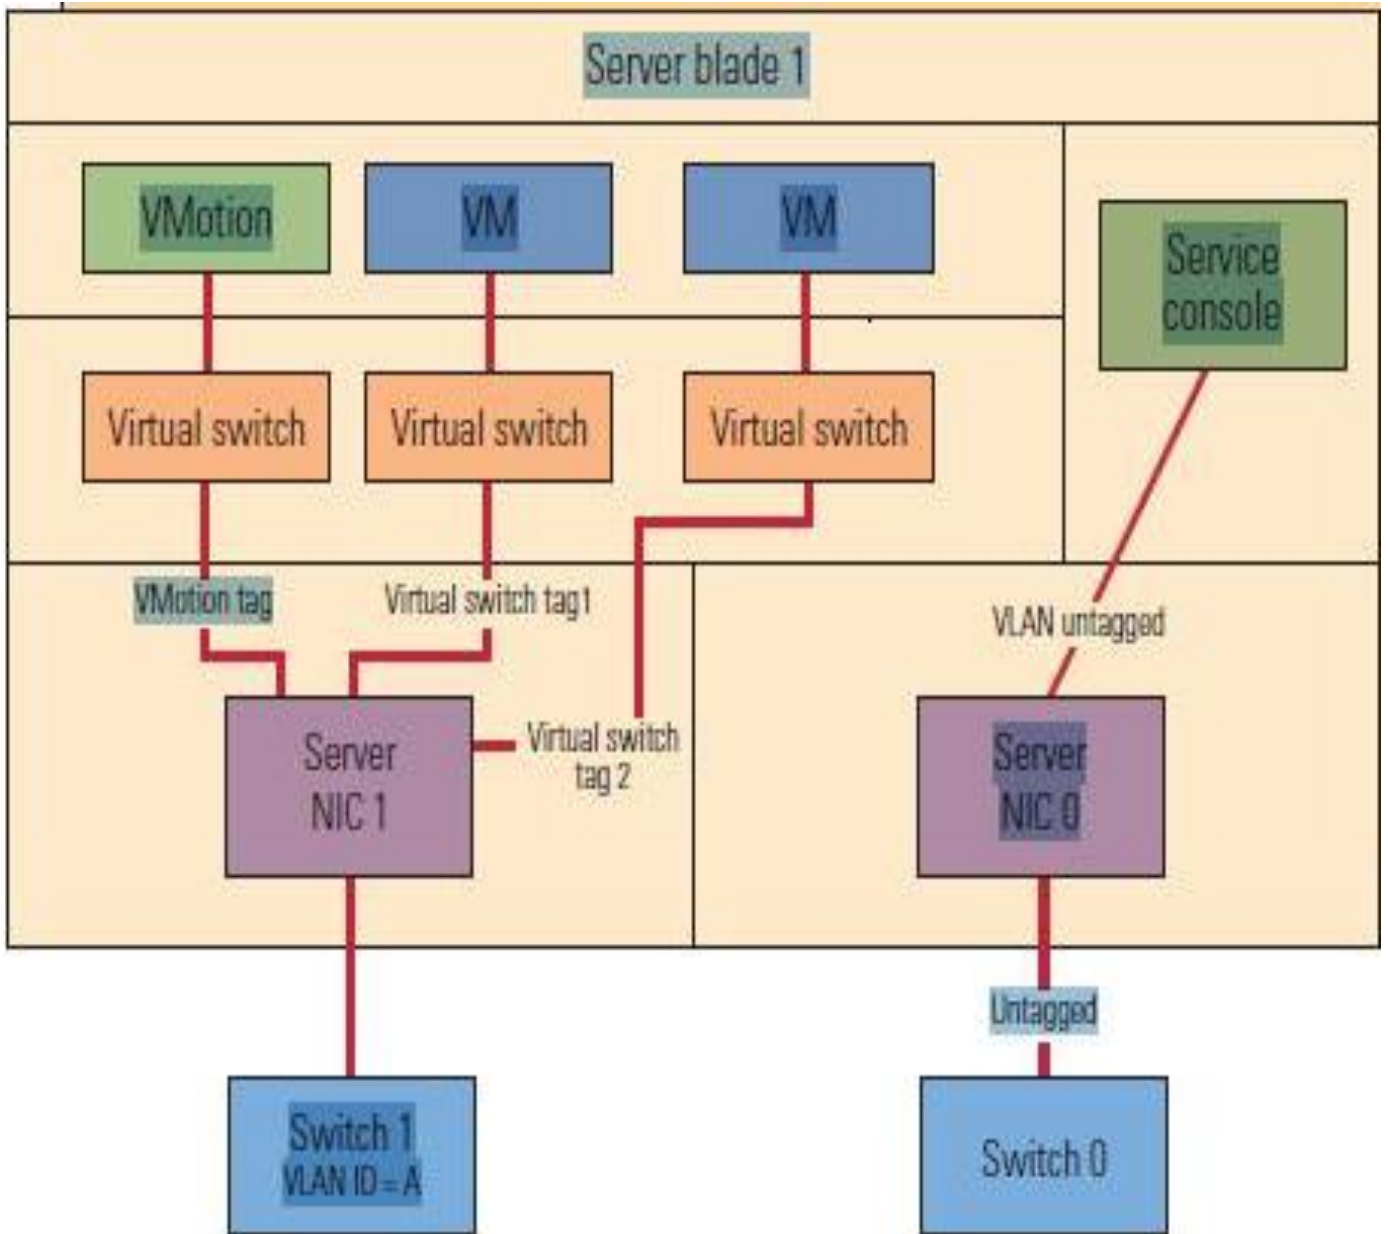 Server blade 1
VMotion
VM
VM
Service
console
Virtual switch
Virtual switch
Virtual switch
VMotion tag
Virtual switch tag1
VLAN untagged
Virtual switch
tag 2
Server
NIC 1
Server
NIC 0
Untagged
Switch 1
VLAN ID = A
Switch 0